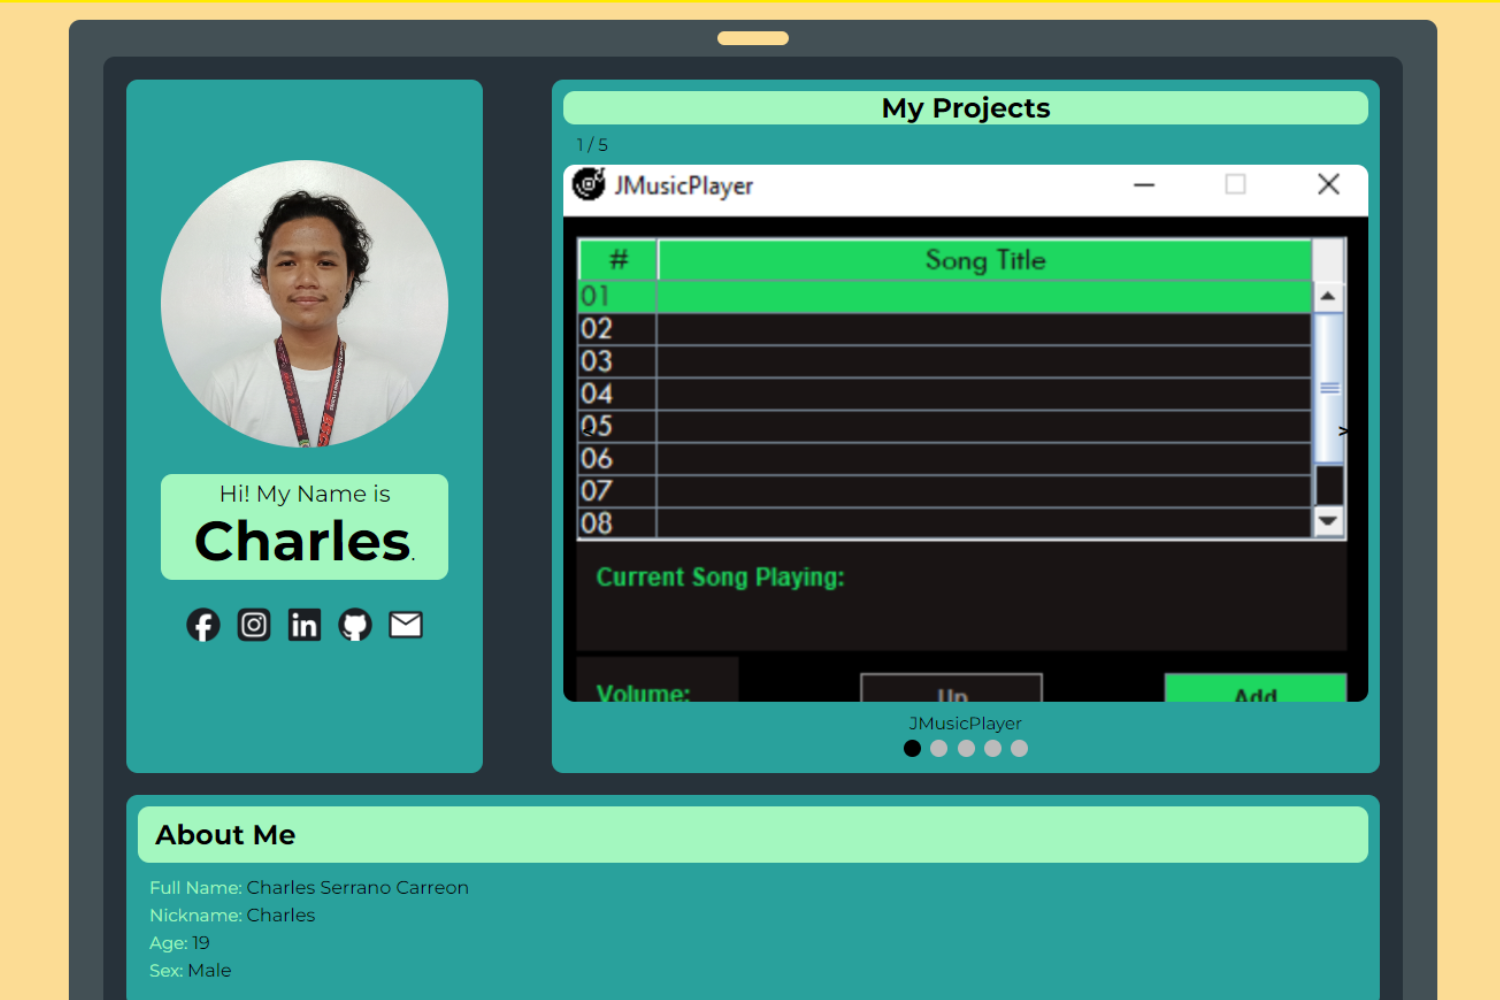 Hi! My Name is
Charles.
My Projects
1 / 5
JMusicPlayer
# Song Title
01
02
03
04
05
06
07
08
Current Song Playing:
Volume:
Up
Add
< >
JMusicPlayer
About Me
Full Name: Charles Serrano Carreon
Nickname: Charles
Age: 19
Sex: Male